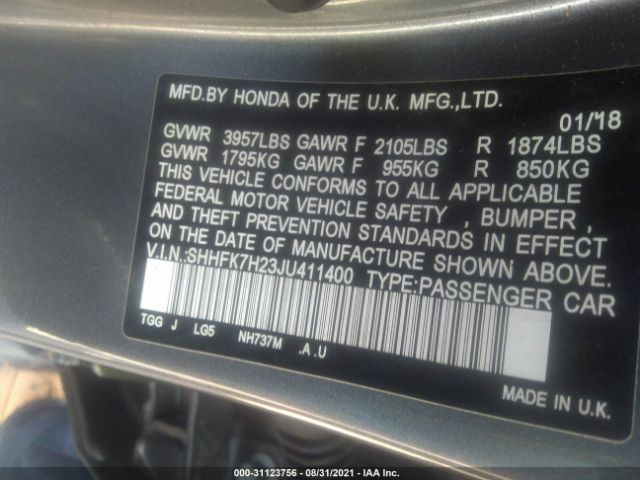 MFD.BY HONDA OF THE U.K. MFG.,LTD.
01/18
GVWR 3957LBS GAWR F 2105LBS R 1874LBS
GVWR 1795KG GAWR F 955KG R 850KG
THIS VEHICLE CONFORMS TO ALL APPLICABLE
FEDERAL MOTOR VEHICLE SAFETY , BUMPER ,
AND THEFT PREVENTION STANDARDS IN EFFECT
ON THE DATE OF MANUFACTURE SHOWN ABOVE.
V.I.N.:SHHFK7H23JU411400 TYPE:PASSENGER CAR
TGG J LG5 NH737M .A.U
MADE IN U.K.
000-31123756 - 08/31/2021 - IAA Inc.